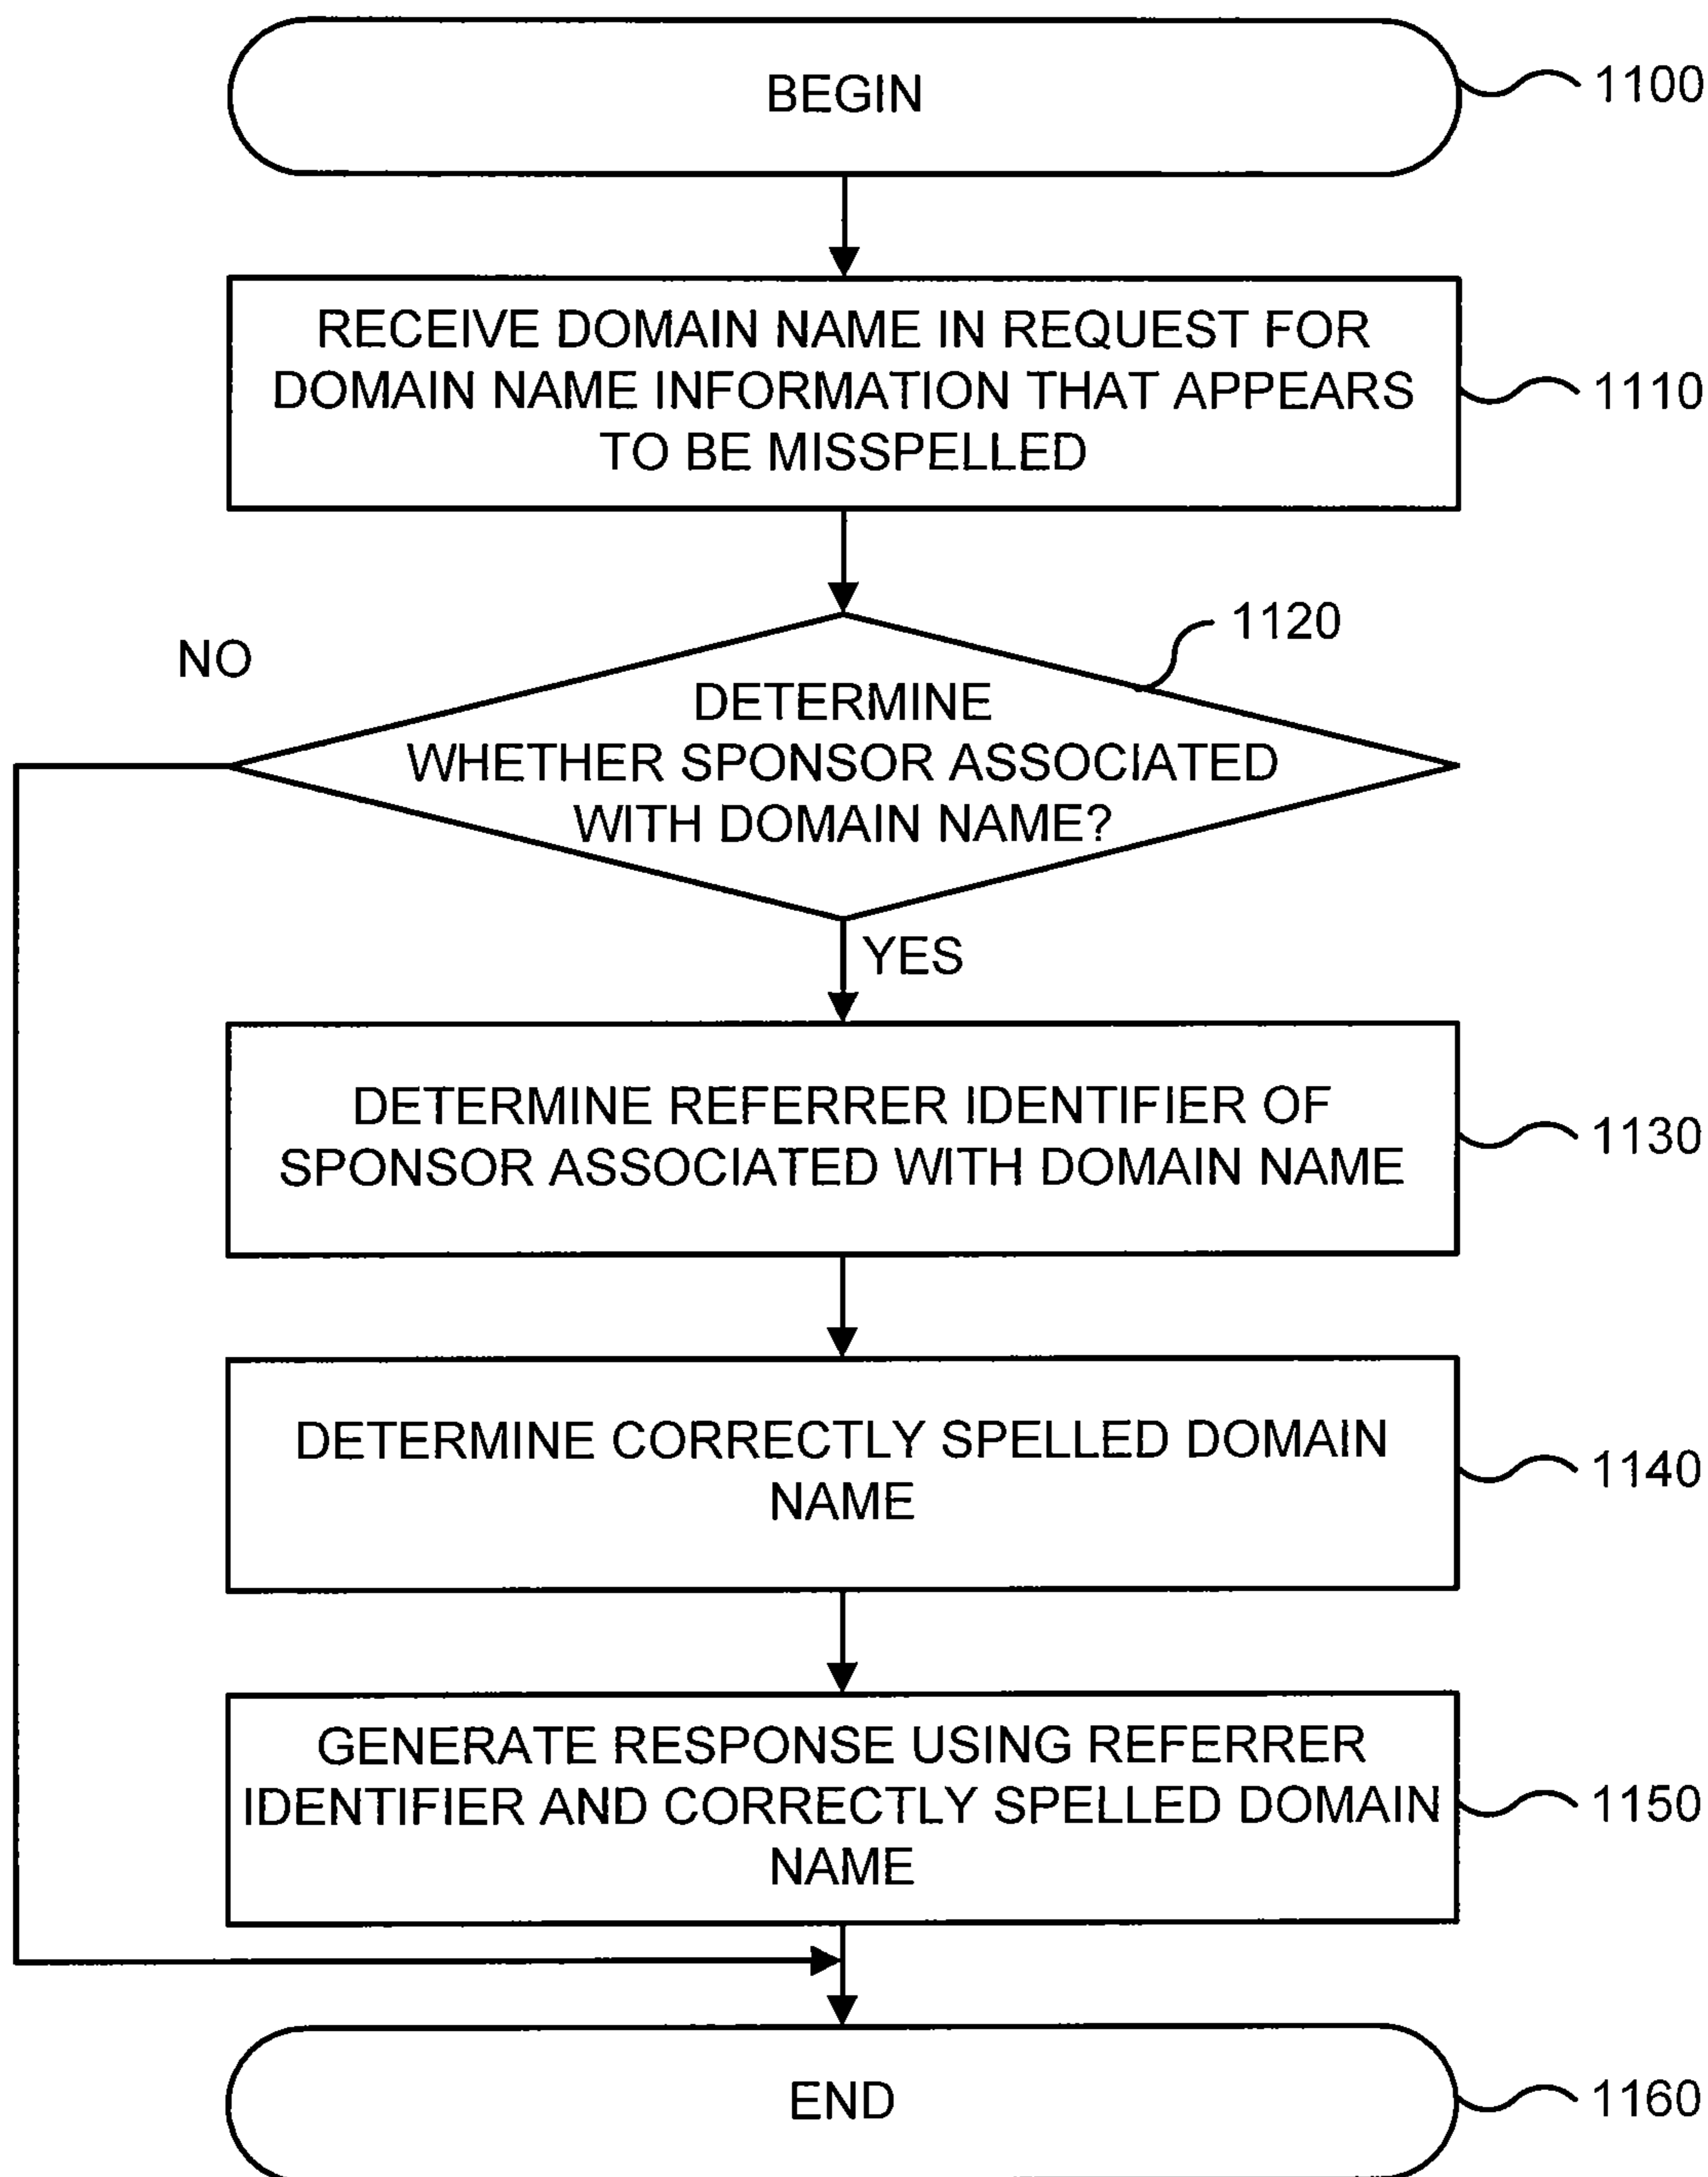 BEGIN
1100
RECEIVE DOMAIN NAME IN REQUEST FOR
DOMAIN NAME INFORMATION THAT APPEARS
TO BE MISSPELLED
1110
1120
NO
DETERMINE
WHETHER SPONSOR ASSOCIATED
WITH DOMAIN NAME?
YES
DETERMINE REFERRER IDENTIFIER OF
SPONSOR ASSOCIATED WITH DOMAIN NAME
1130
DETERMINE CORRECTLY SPELLED DOMAIN
NAME
1140
GENERATE RESPONSE USING REFERRER
IDENTIFIER AND CORRECTLY SPELLED DOMAIN
NAME
1150
END
1160